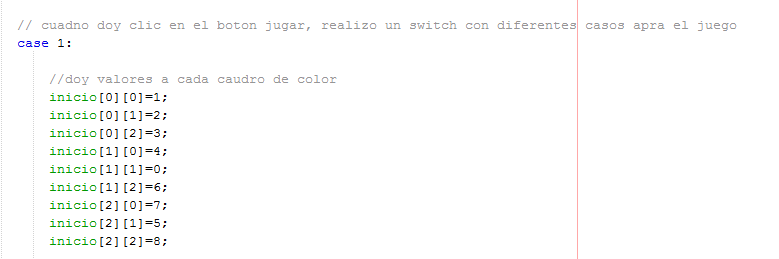 // cuadno doy clic en el boton jugar, realizo un switch con diferentes casos apra el juego
case 1:
//doy valores a cada caudro de color
inicio[0][0]=1;
inicio[0][1]=2;
inicio[0][2]=3;
inicio[1][0]=4;
inicio[1][1]=0;
inicio[1][2]=6;
inicio[2][0]=7;
inicio[2][1]=5;
inicio[2][2]=8;